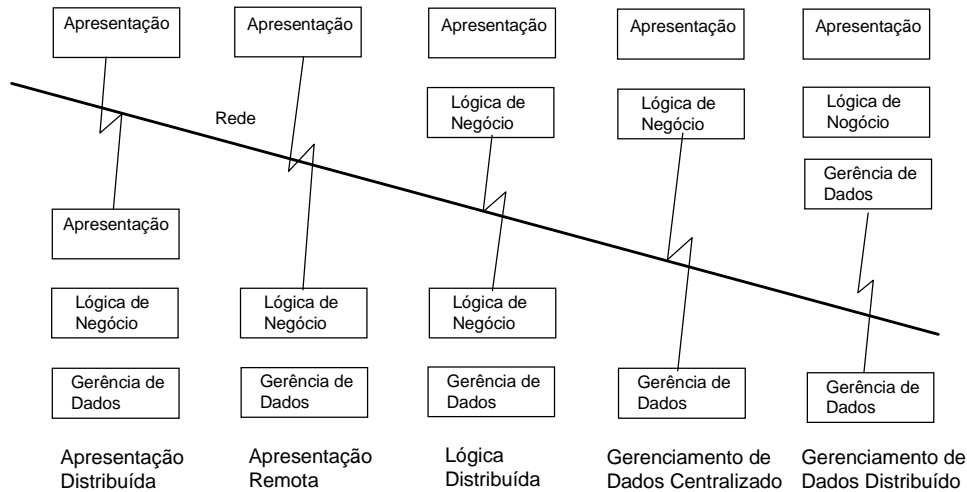 Apresentação
Apresentação
Apresentação
Apresentação
Apresentação
Rede
Lógica de
Negócio
Lógica de
Negócio
Lógica de
Nogócio
Gerência de
Dados
Apresentação
Lógica de
Negócio
Lógica de
Negócio
Lógica de
Negócio
Gerência de
Dados
Gerência de
Dados
Gerência de
Dados
Gerência de
Dados
Gerência de
Dados
Apresentação
Distribuída
Apresentação
Remota
Lógica
Distribuída
Gerenciamento de
Dados Centralizado
Gerenciamento de
Dados Distribuído